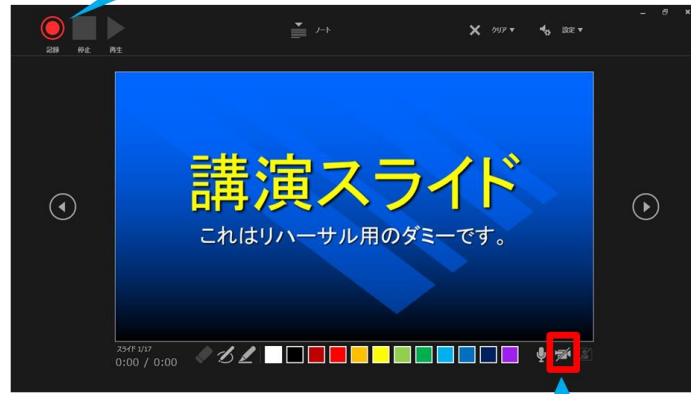 記録 停止 再生
ノート
クリア▼ 設定▼
講演スライド
これはリハーサル用のダミーです。
スライド 1/17
0:00 / 0:00